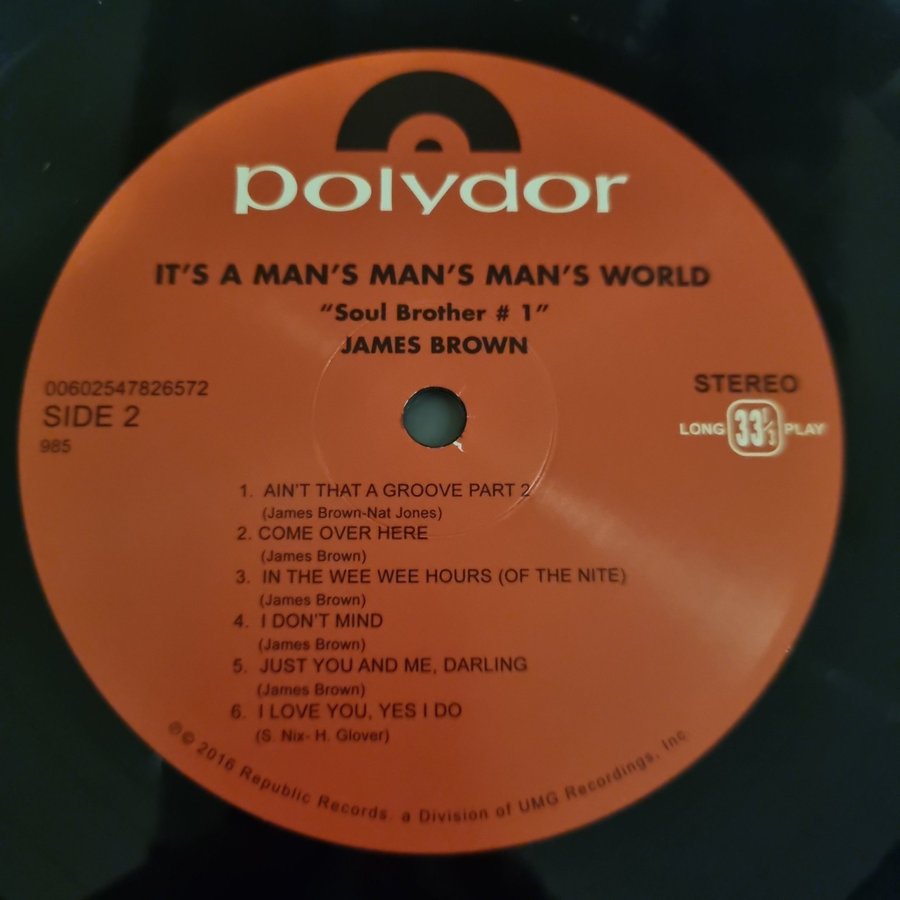 polydor
IT'S A MAN'S MAN'S MAN'S WORLD
"Soul Brother # 1"
JAMES BROWN
00602547826572
SIDE 2
985
STEREO
LONG 33⅓ PLAY
1. AIN'T THAT A GROOVE PART 2
(James Brown-Nat Jones)
2. COME OVER HERE
(James Brown)
3. IN THE WEE WEE HOURS (OF THE NITE)
(James Brown)
4. I DON'T MIND
(James Brown)
5. JUST YOU AND ME, DARLING
(James Brown)
6. I LOVE YOU, YES I DO
(S. Nix- H. Glover)
℗© 2016 Republic Records. a Division of UMG Recordings, Inc.